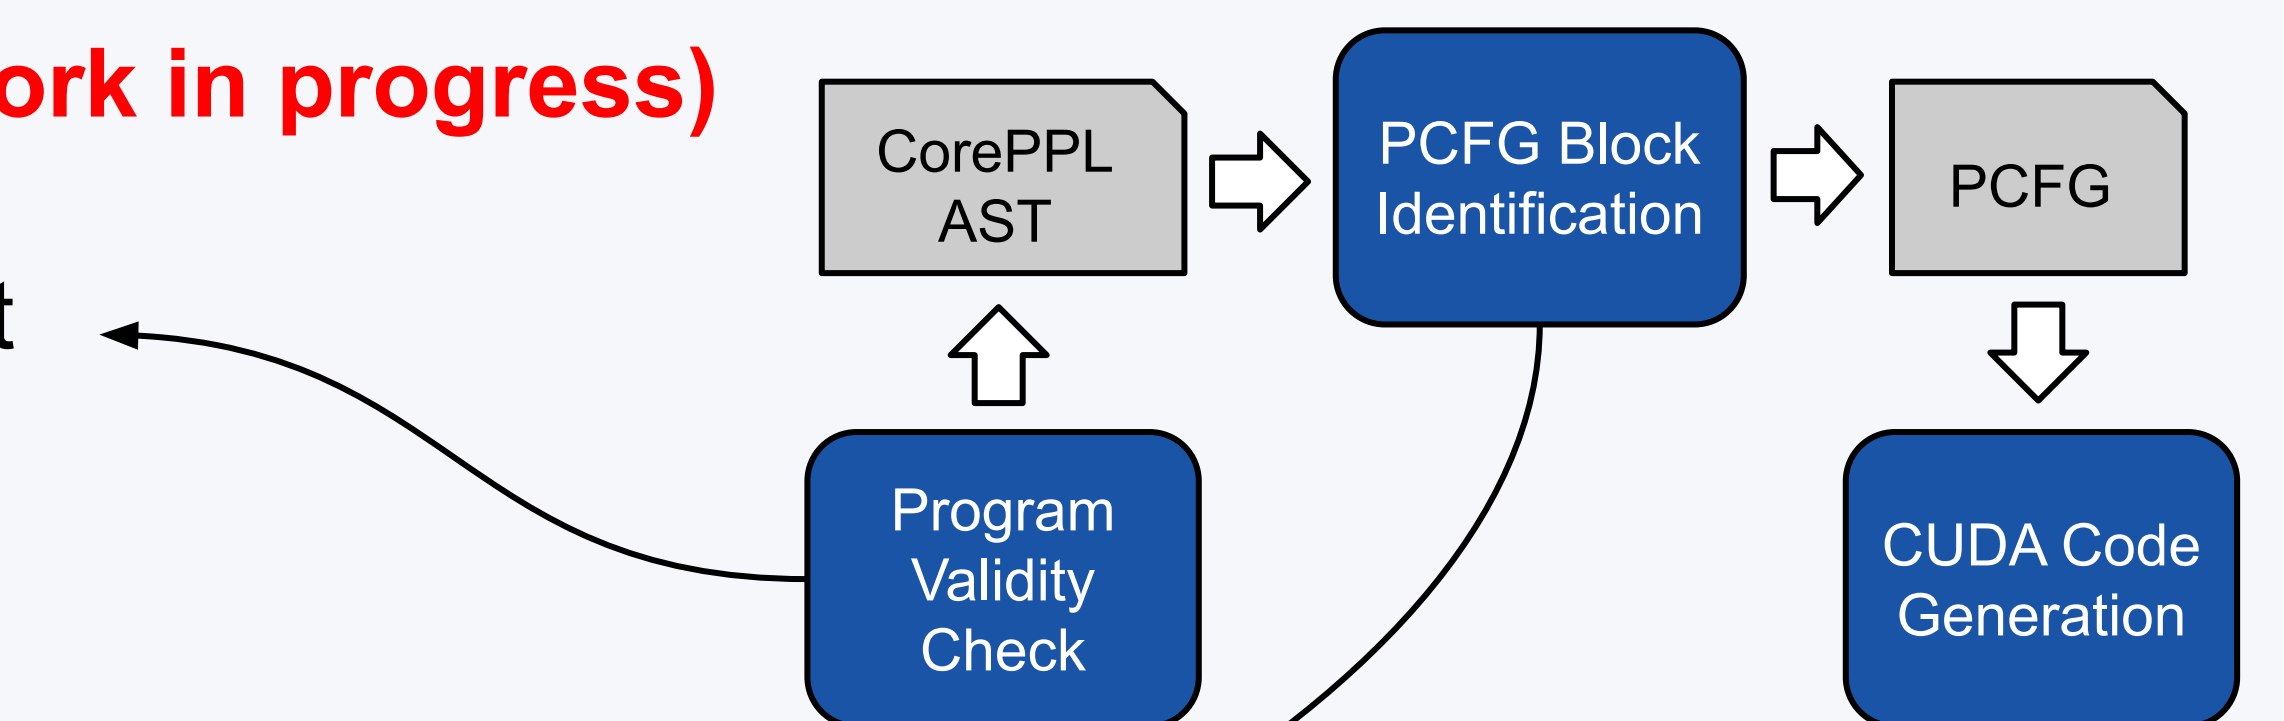 ork in progress)
CorePPL
AST
PCFG Block
Identification
PCFG
t
Program
Validity
Check
CUDA Code
Generation